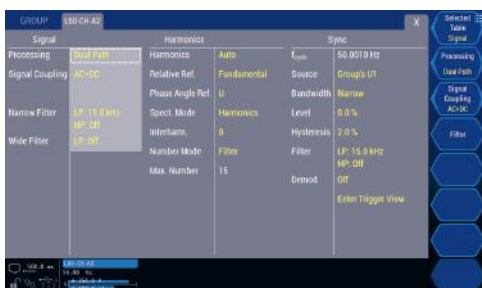 GROUP L60-CH-A2 X
Signal Harmonics Sync
Processing Dual Path
Signal Coupling AC+DC
Narrow Filter LP: 15.0 kHz
HP: Off
Wide Filter LP: Off
Harmonics Auto
Relative Ref. Fundamental
Phase Angle Ref. U
Spect. Mode Harmonics
Interharm. 0
Number Mode Filter
Max. Number 15
fcycle 50.0010 Hz
Source Group's U1
Bandwidth Narrow
Level 0.0 %
Hysteresis 2.0 %
Filter LP: 15.0 kHz
HP: Off
Demod Off
Enter Trigger View
Selected
Table
Signal
Processing
Dual Path
Signal
Coupling
AC+DC
Filter
500.0 ms
L60-CH-A2